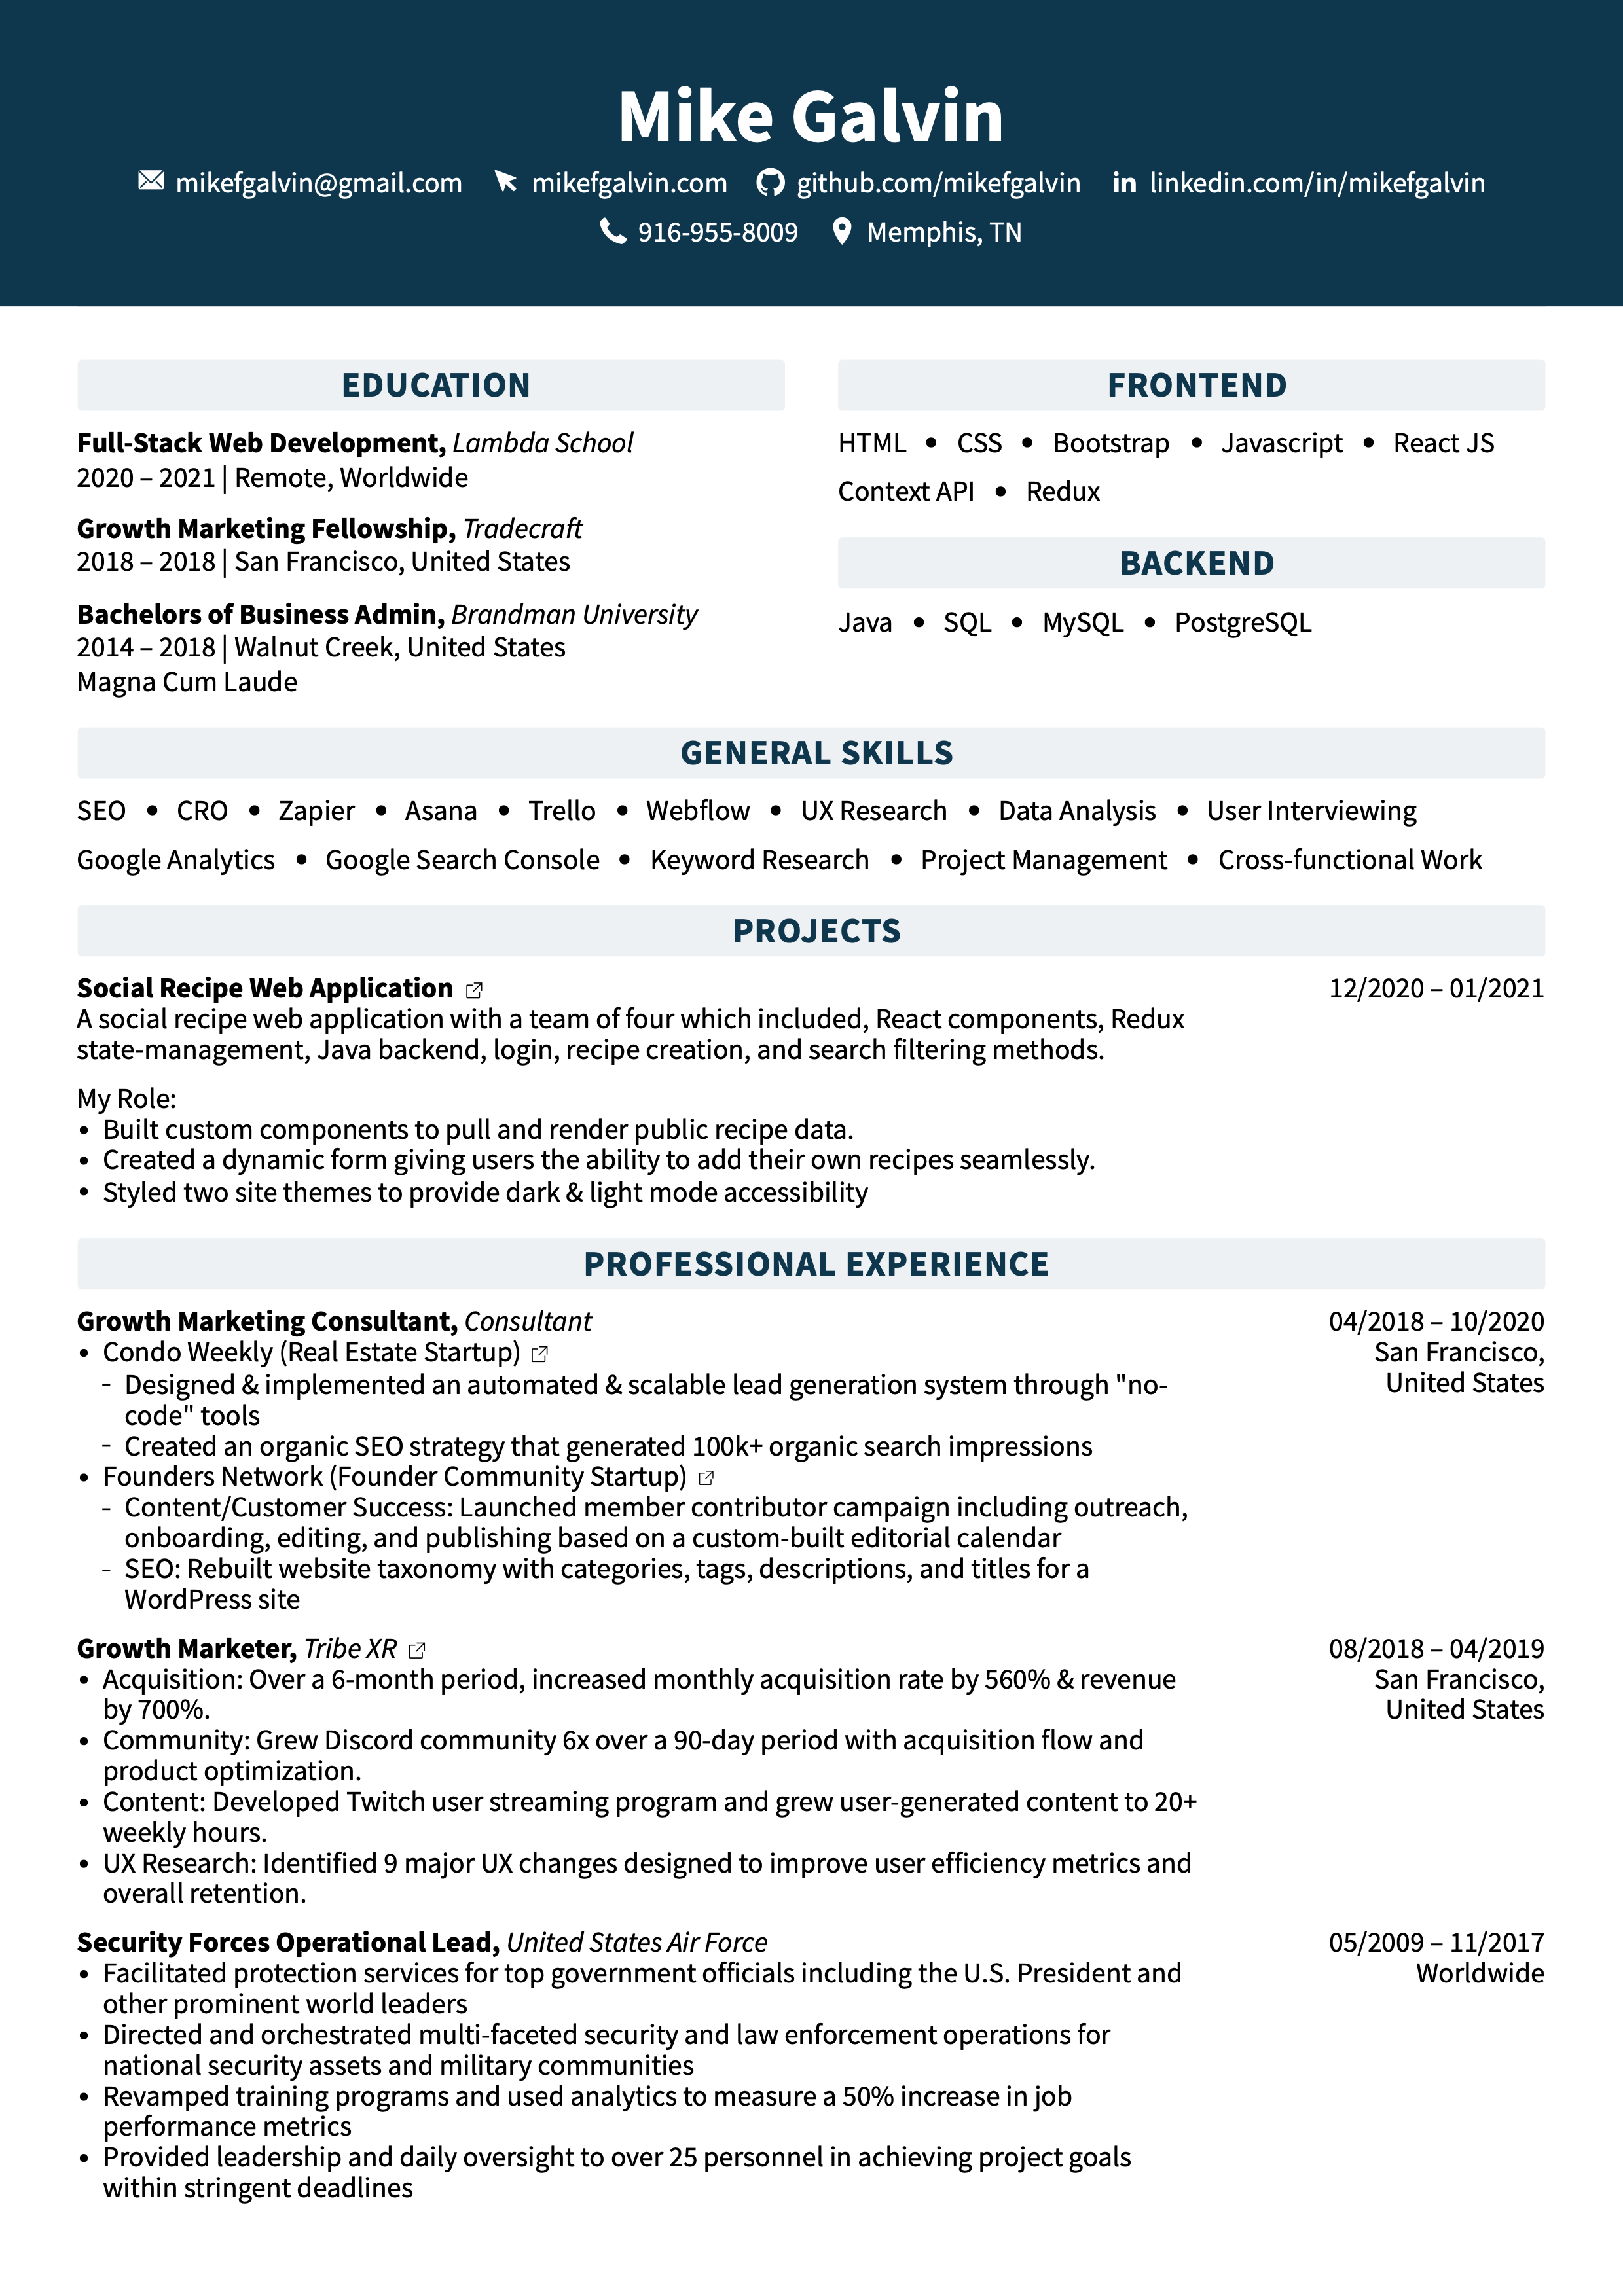 Mike Galvin
mikefgalvin@gmail.com mikefgalvin.com github.com/mikefgalvin linkedin.com/in/mikefgalvin
916-955-8009 Memphis, TN
EDUCATION
Full-Stack Web Development, Lambda School
2020 – 2021 | Remote, Worldwide
Growth Marketing Fellowship, Tradecraft
2018 – 2018 | San Francisco, United States
Bachelors of Business Admin, Brandman University
2014 – 2018 | Walnut Creek, United States
Magna Cum Laude
FRONTEND
HTML • CSS • Bootstrap • Javascript • React JS
Context API • Redux
BACKEND
Java • SQL • MySQL • PostgreSQL
GENERAL SKILLS
SEO • CRO • Zapier • Asana • Trello • Webflow • UX Research • Data Analysis • User Interviewing
Google Analytics • Google Search Console • Keyword Research • Project Management • Cross-functional Work
PROJECTS
Social Recipe Web Application 12/2020 – 01/2021
A social recipe web application with a team of four which included, React components, Redux
state-management, Java backend, login, recipe creation, and search filtering methods.
My Role:
• Built custom components to pull and render public recipe data.
• Created a dynamic form giving users the ability to add their own recipes seamlessly.
• Styled two site themes to provide dark & light mode accessibility
PROFESSIONAL EXPERIENCE
Growth Marketing Consultant, Consultant 04/2018 – 10/2020
• Condo Weekly (Real Estate Startup) San Francisco,
- Designed & implemented an automated & scalable lead generation system through "no- United States
code" tools
- Created an organic SEO strategy that generated 100k+ organic search impressions
• Founders Network (Founder Community Startup)
- Content/Customer Success: Launched member contributor campaign including outreach,
onboarding, editing, and publishing based on a custom-built editorial calendar
- SEO: Rebuilt website taxonomy with categories, tags, descriptions, and titles for a
WordPress site
Growth Marketer, Tribe XR 08/2018 – 04/2019
• Acquisition: Over a 6-month period, increased monthly acquisition rate by 560% & revenue San Francisco,
by 700%. United States
• Community: Grew Discord community 6x over a 90-day period with acquisition flow and
product optimization.
• Content: Developed Twitch user streaming program and grew user-generated content to 20+
weekly hours.
• UX Research: Identified 9 major UX changes designed to improve user efficiency metrics and
overall retention.
Security Forces Operational Lead, United States Air Force 05/2009 – 11/2017
• Facilitated protection services for top government officials including the U.S. President and Worldwide
other prominent world leaders
• Directed and orchestrated multi-faceted security and law enforcement operations for
national security assets and military communities
• Revamped training programs and used analytics to measure a 50% increase in job
performance metrics
• Provided leadership and daily oversight to over 25 personnel in achieving project goals
within stringent deadlines